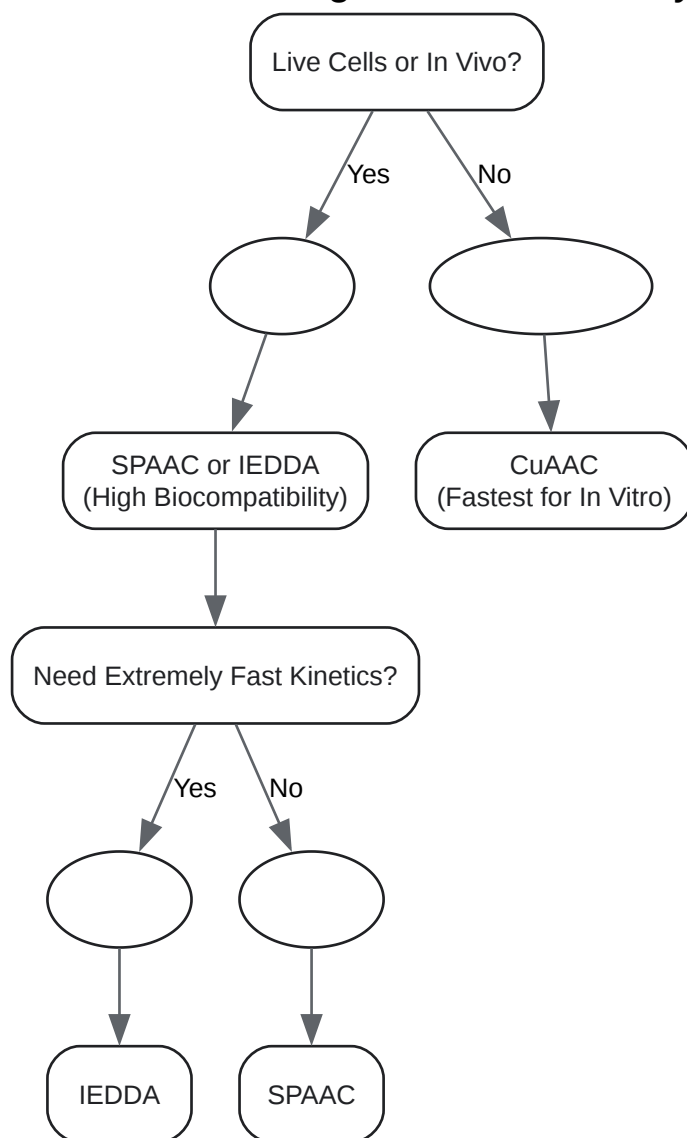 Live Cells or In Vivo?
Yes
No
SPAAC or IEDDA
(High Biocompatibility)
CuAAC
(Fastest for In Vitro)
Need Extremely Fast Kinetics?
Yes
No
IEDDA
SPAAC